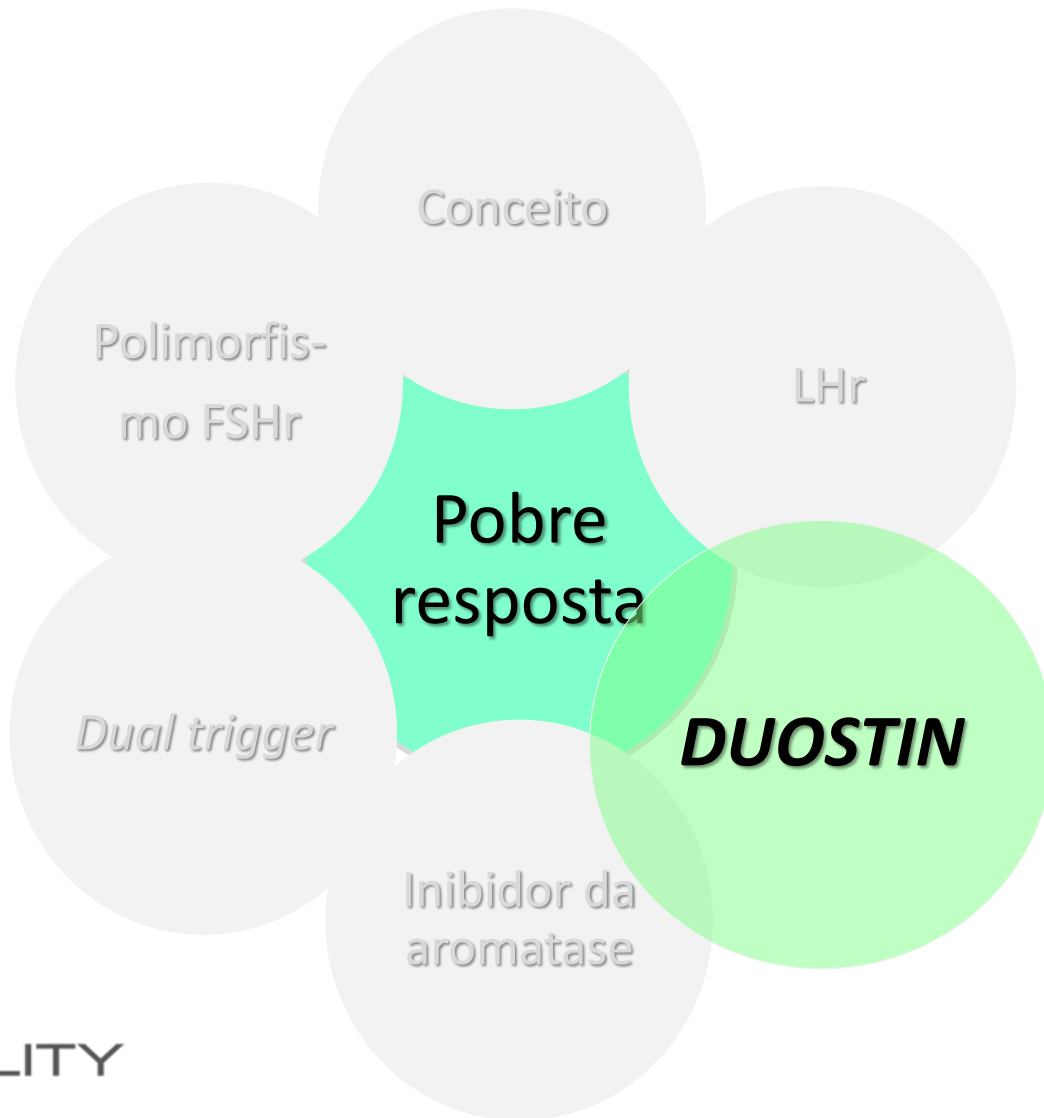 Conceito
Polimorfis-
mo FSHr
LHr
Pobre
resposta
Dual trigger
DUOSTIN
Inibidor da
aromatase
LITY